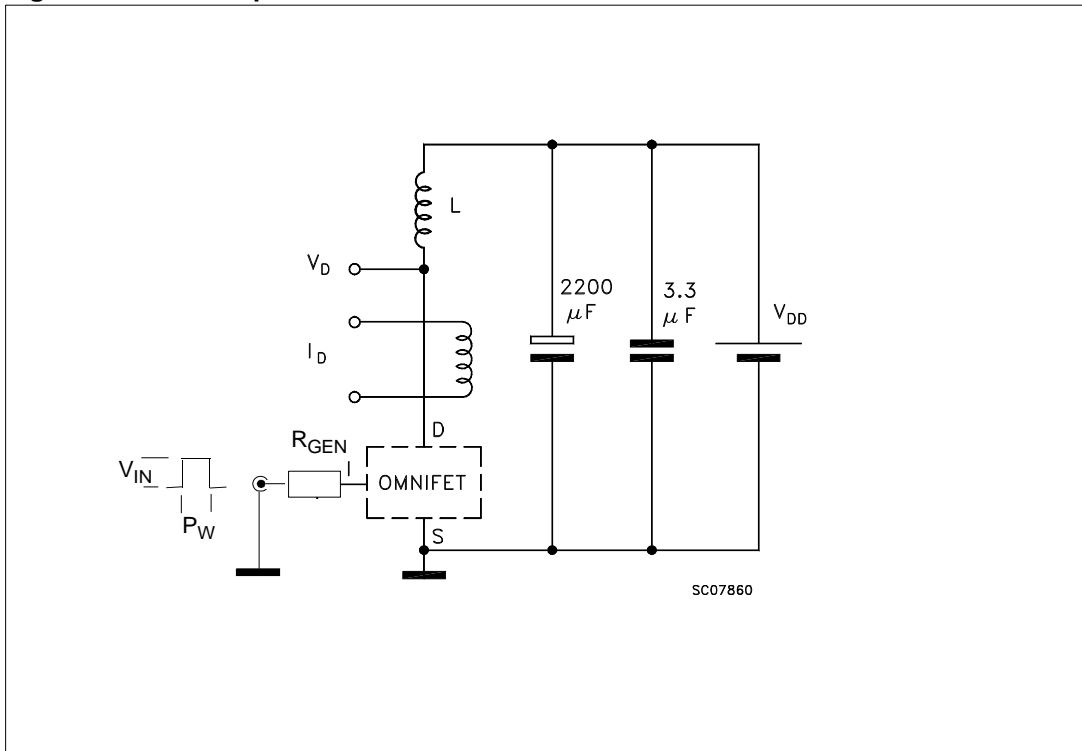 L
V_D
2200
μF
3.3
μF
V_DD
I_D
D
R_GEN
I
V_IN
OMNIFET
P_W
S
SC07860